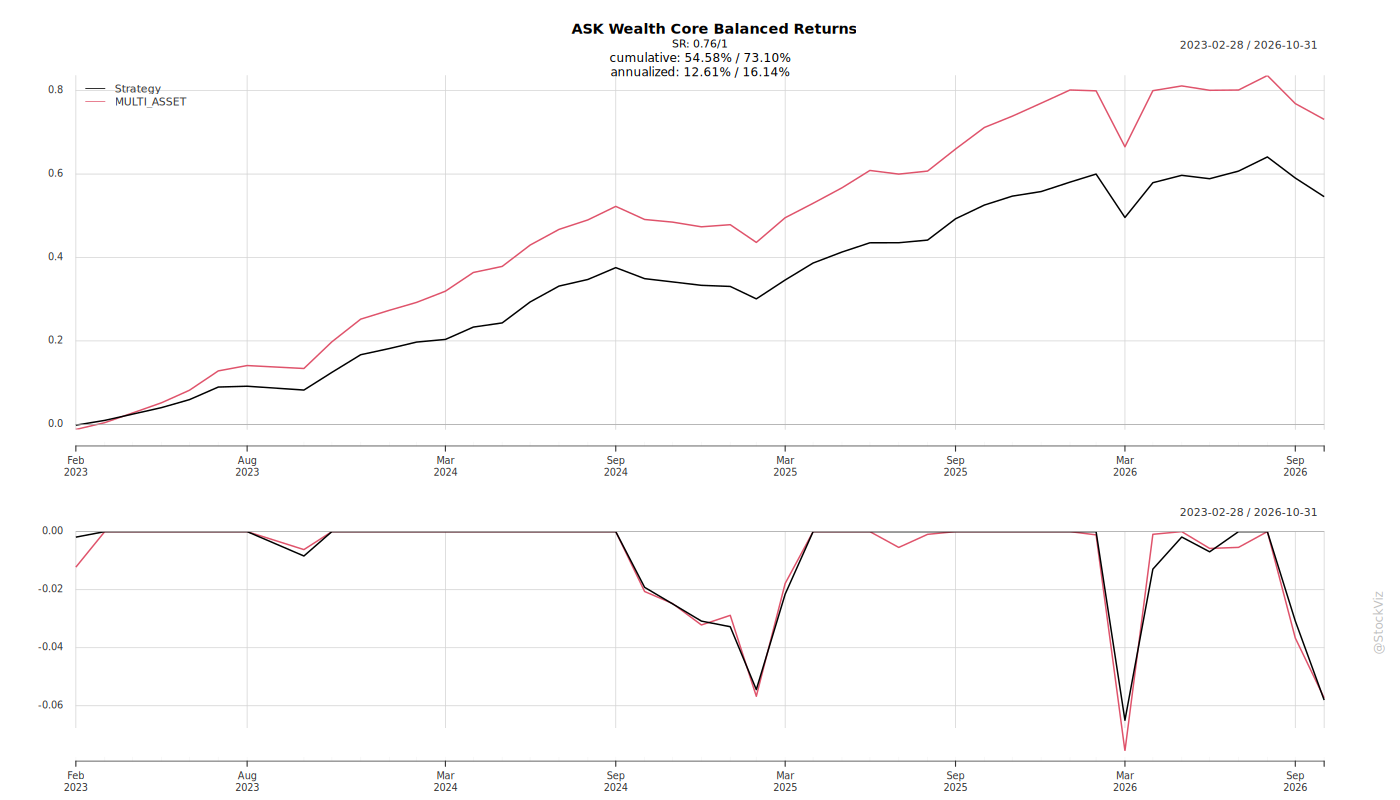 ASK Wealth Core Balanced Returns
SR: 0.76/1
cumulative: 54.58% / 73.10%
annualized: 12.61% / 16.14%
2023-02-28 / 2026-10-31
Strategy
MULTI_ASSET
0.8
0.6
0.4
0.2
0.0
Feb Aug Mar Sep Mar Sep Mar Sep
2023 2023 2024 2024 2025 2025 2026 2026
2023-02-28 / 2026-10-31
0.00
-0.02
-0.04
-0.06
Feb Aug Mar Sep Mar Sep Mar Sep
2023 2023 2024 2024 2025 2025 2026 2026
@StockViz